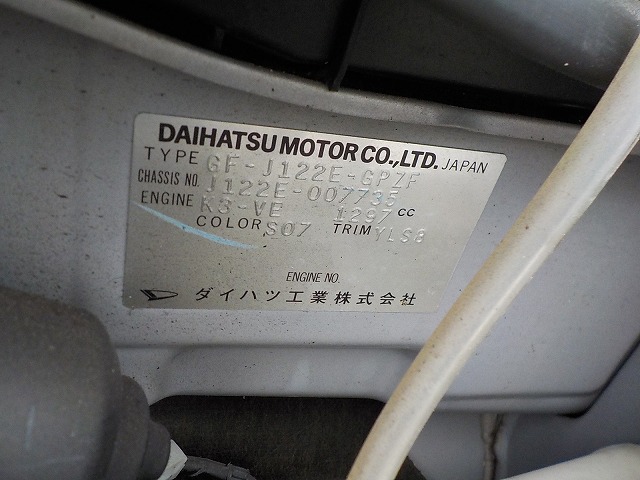 DAIHATSU MOTOR CO.,LTD. JAPAN
TYPE GF-J122E-GPZF
CHASSIS NO. J122E-007735
ENGINE K3-VE 1297 CC
COLOR S07 TRIM YLS8
ENGINE NO.
ダイハツ工業株式会社